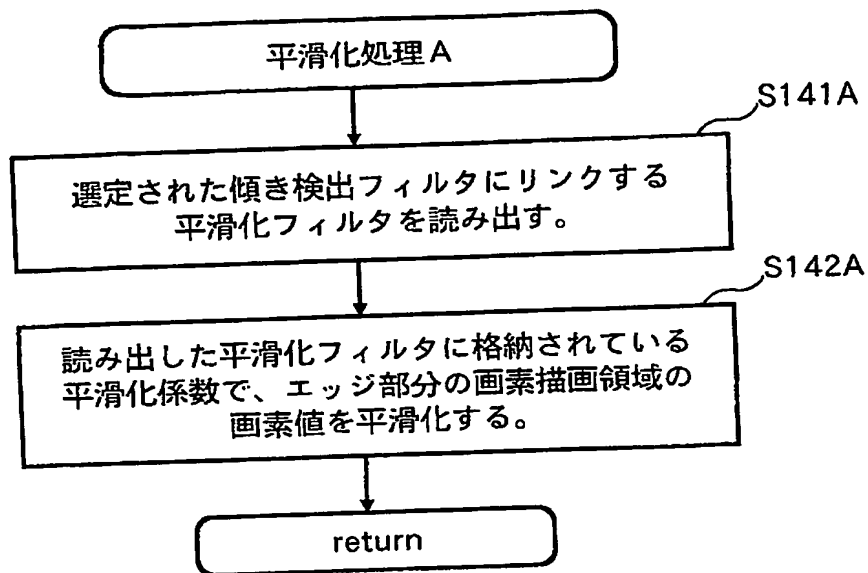 平滑化処理A
S141A
選定された傾き検出フィルタにリンクする
平滑化フィルタを読み出す。
S142A
読み出した平滑化フィルタに格納されている
平滑化係数で、エッジ部分の画素描画領域の
画素値を平滑化する。
return